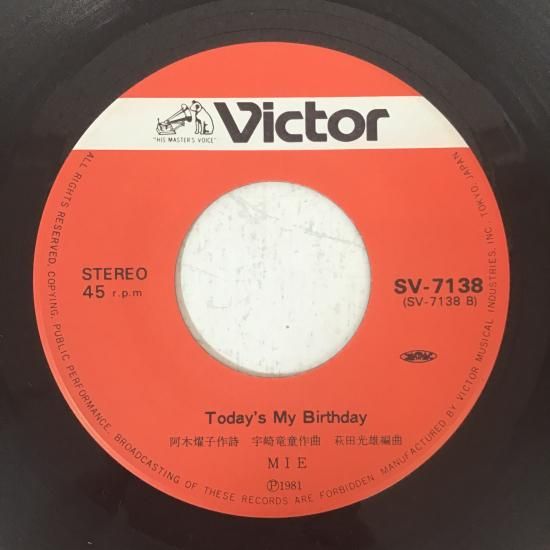 Victor
"HIS MASTER'S VOICE"
STEREO
45 r.p.m
SV-7138
(SV-7138 B)
Today's My Birthday
阿木燿子作詩 宇崎竜童作曲 萩田光雄編曲
MIE
Ⓟ1981
ALL RIGHTS RESERVED. COPYING, PUBLIC PERFORMANCE, BROADCASTING OF THESE RECORDS ARE FORBIDDEN. MANUFACTURED BY VICTOR MUSICAL INDUSTRIES, INC. TOKYO, JAPAN